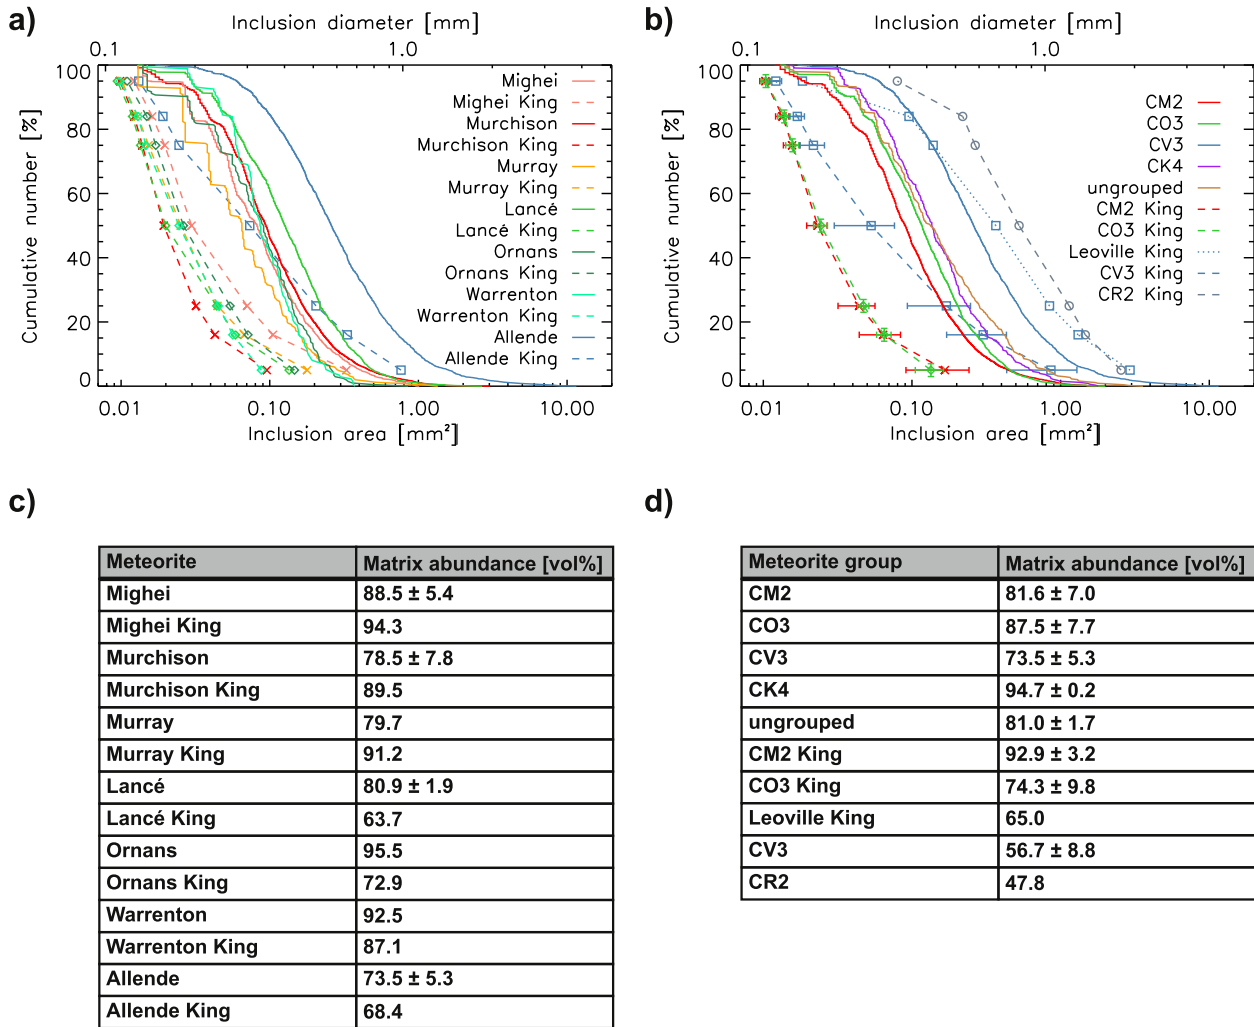 a)
Inclusion diameter [mm]
0.1 1.0
Cumulative number [%]
100
80
60
40
20
0
Mighei
Mighei King
Murchison
Murchison King
Murray
Murray King
Lancé
Lancé King
Ornans
Ornans King
Warrenton
Warrenton King
Allende
Allende King
0.01 0.10 1.00 10.00
Inclusion area [mm²]
b)
Inclusion diameter [mm]
0.1 1.0
Cumulative number [%]
100
80
60
40
20
0
CM2
CO3
CV3
CK4
ungrouped
CM2 King
CO3 King
Leoville King
CV3 King
CR2 King
0.01 0.10 1.00 10.00
Inclusion area [mm²]
c)
Meteorite Matrix abundance [vol%]
Mighei 88.5 ± 5.4
Mighei King 94.3
Murchison 78.5 ± 7.8
Murchison King 89.5
Murray 79.7
Murray King 91.2
Lancé 80.9 ± 1.9
Lancé King 63.7
Ornans 95.5
Ornans King 72.9
Warrenton 92.5
Warrenton King 87.1
Allende 73.5 ± 5.3
Allende King 68.4
d)
Meteorite group Matrix abundance [vol%]
CM2 81.6 ± 7.0
CO3 87.5 ± 7.7
CV3 73.5 ± 5.3
CK4 94.7 ± 0.2
ungrouped 81.0 ± 1.7
CM2 King 92.9 ± 3.2
CO3 King 74.3 ± 9.8
Leoville King 65.0
CV3 56.7 ± 8.8
CR2 47.8